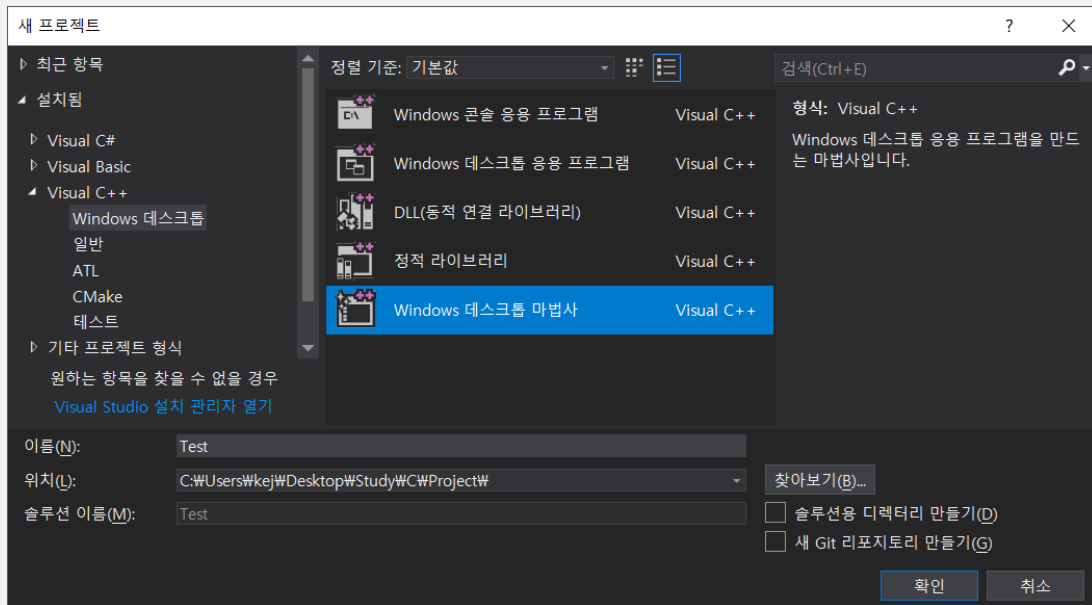 새 프로젝트
?
최근 항목
설치됨
Visual C#
Visual Basic
Visual C++
Windows 데스크톱
일반
ATL
CMake
테스트
기타 프로젝트 형식
원하는 항목을 찾을 수 없을 경우
Visual Studio 설치 관리자 열기
정렬 기준: 기본값
Windows 콘솔 응용 프로그램 Visual C++
Windows 데스크톱 응용 프로그램 Visual C++
DLL(동적 연결 라이브러리) Visual C++
정적 라이브러리 Visual C++
Windows 데스크톱 마법사 Visual C++
검색(Ctrl+E)
형식: Visual C++
Windows 데스크톱 응용 프로그램을 만드
는 마법사입니다.
이름(N): Test
위치(L): C:₩Users₩kej₩Desktop₩Study₩C₩Project₩ 찾아보기(B)...
솔루션 이름(M): Test 솔루션용 디렉터리 만들기(D)
새 Git 리포지토리 만들기(G)
확인 취소